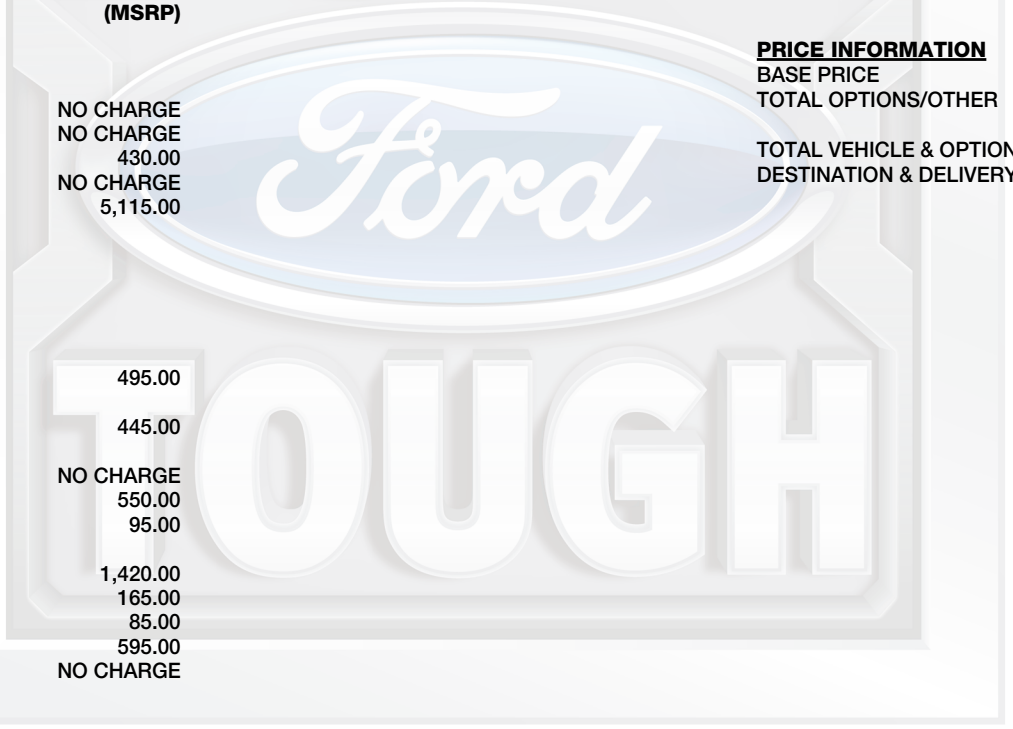 (MSRP)
NO CHARGE
NO CHARGE
430.00
NO CHARGE
5,115.00
495.00
445.00
NO CHARGE
550.00
95.00
1,420.00
165.00
85.00
595.00
NO CHARGE
PRICE INFORMATION
BASE PRICE
TOTAL OPTIONS/OTHER
TOTAL VEHICLE & OPTION
DESTINATION & DELIVERY
Ford
TOUGH